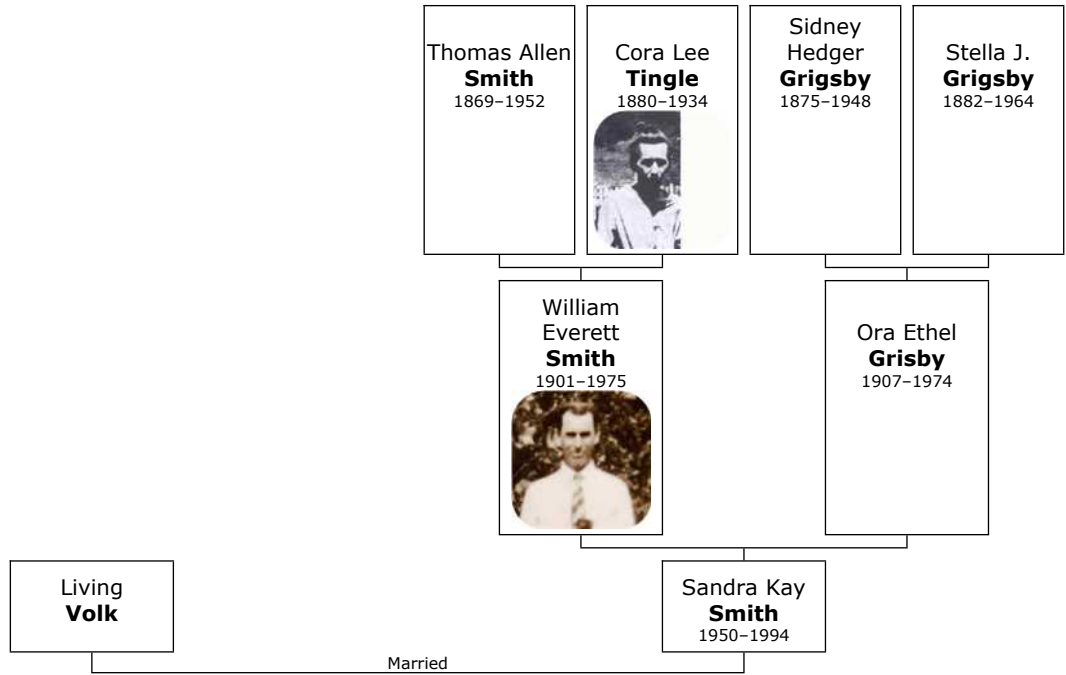 Thomas Allen
Smith
1869–1952
Cora Lee
Tingle
1880–1934
Sidney
Hedger
Grigsby
1875–1948
Stella J.
Grigsby
1882–1964
William
Everett
Smith
1901–1975
Ora Ethel
Grisby
1907–1974
Living
Volk
Sandra Kay
Smith
1950–1994
Married